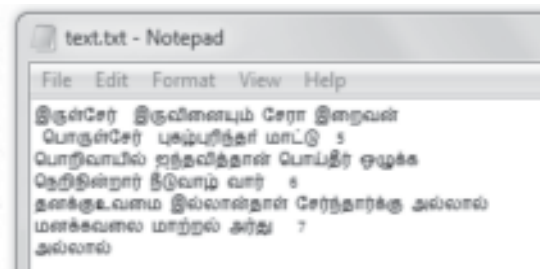 text.txt - Notepad
File Edit Format View Help
இருள்சேர் இருவினையும் சேரா இறைவன்
பொருள்சேர் புகழ்புரிந்தர் மாட்டு 5
பொறிவாயில் ஐந்தவித்தான் பொய்தீர் ஒழுக்க
நெறிநின்றார் நீடுவாழ் வார் 6
தனக்குஉவமை இல்லான்தான் சேர்ந்தார்க்கு அல்லால்
மனக்கவலை மாற்றல் அர்து 7
அல்லால்